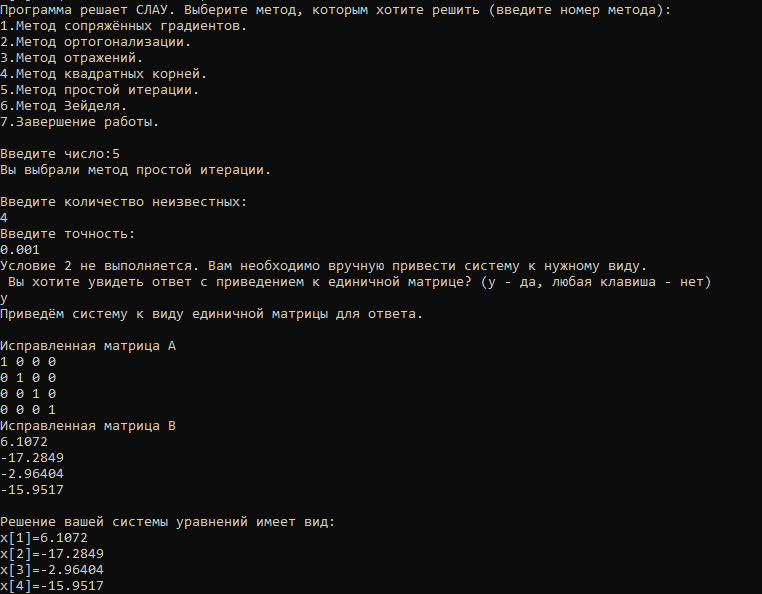 Программа решает СЛАУ. Выберите метод, которым хотите решить (введите номер метода):
1.Метод сопряжённых градиентов.
2.Метод ортогонализации.
3.Метод отражений.
4.Метод квадратных корней.
5.Метод простой итерации.
6.Метод Зейделя.
7.Завершение работы.
Введите число:5
Вы выбрали метод простой итерации.
Введите количество неизвестных:
4
Введите точность:
0.001
Условие 2 не выполняется. Вам необходимо вручную привести систему к нужному виду.
Вы хотите увидеть ответ с приведением к единичной матрице? (y - да, любая клавиша - нет)
y
Приведём систему к виду единичной матрицы для ответа.
Исправленная матрица A
1 0 0 0
0 1 0 0
0 0 1 0
0 0 0 1
Исправленная матрица B
6.1072
-17.2849
-2.96404
-15.9517
Решение вашей системы уравнений имеет вид:
x[1]=6.1072
x[2]=-17.2849
x[3]=-2.96404
x[4]=-15.9517